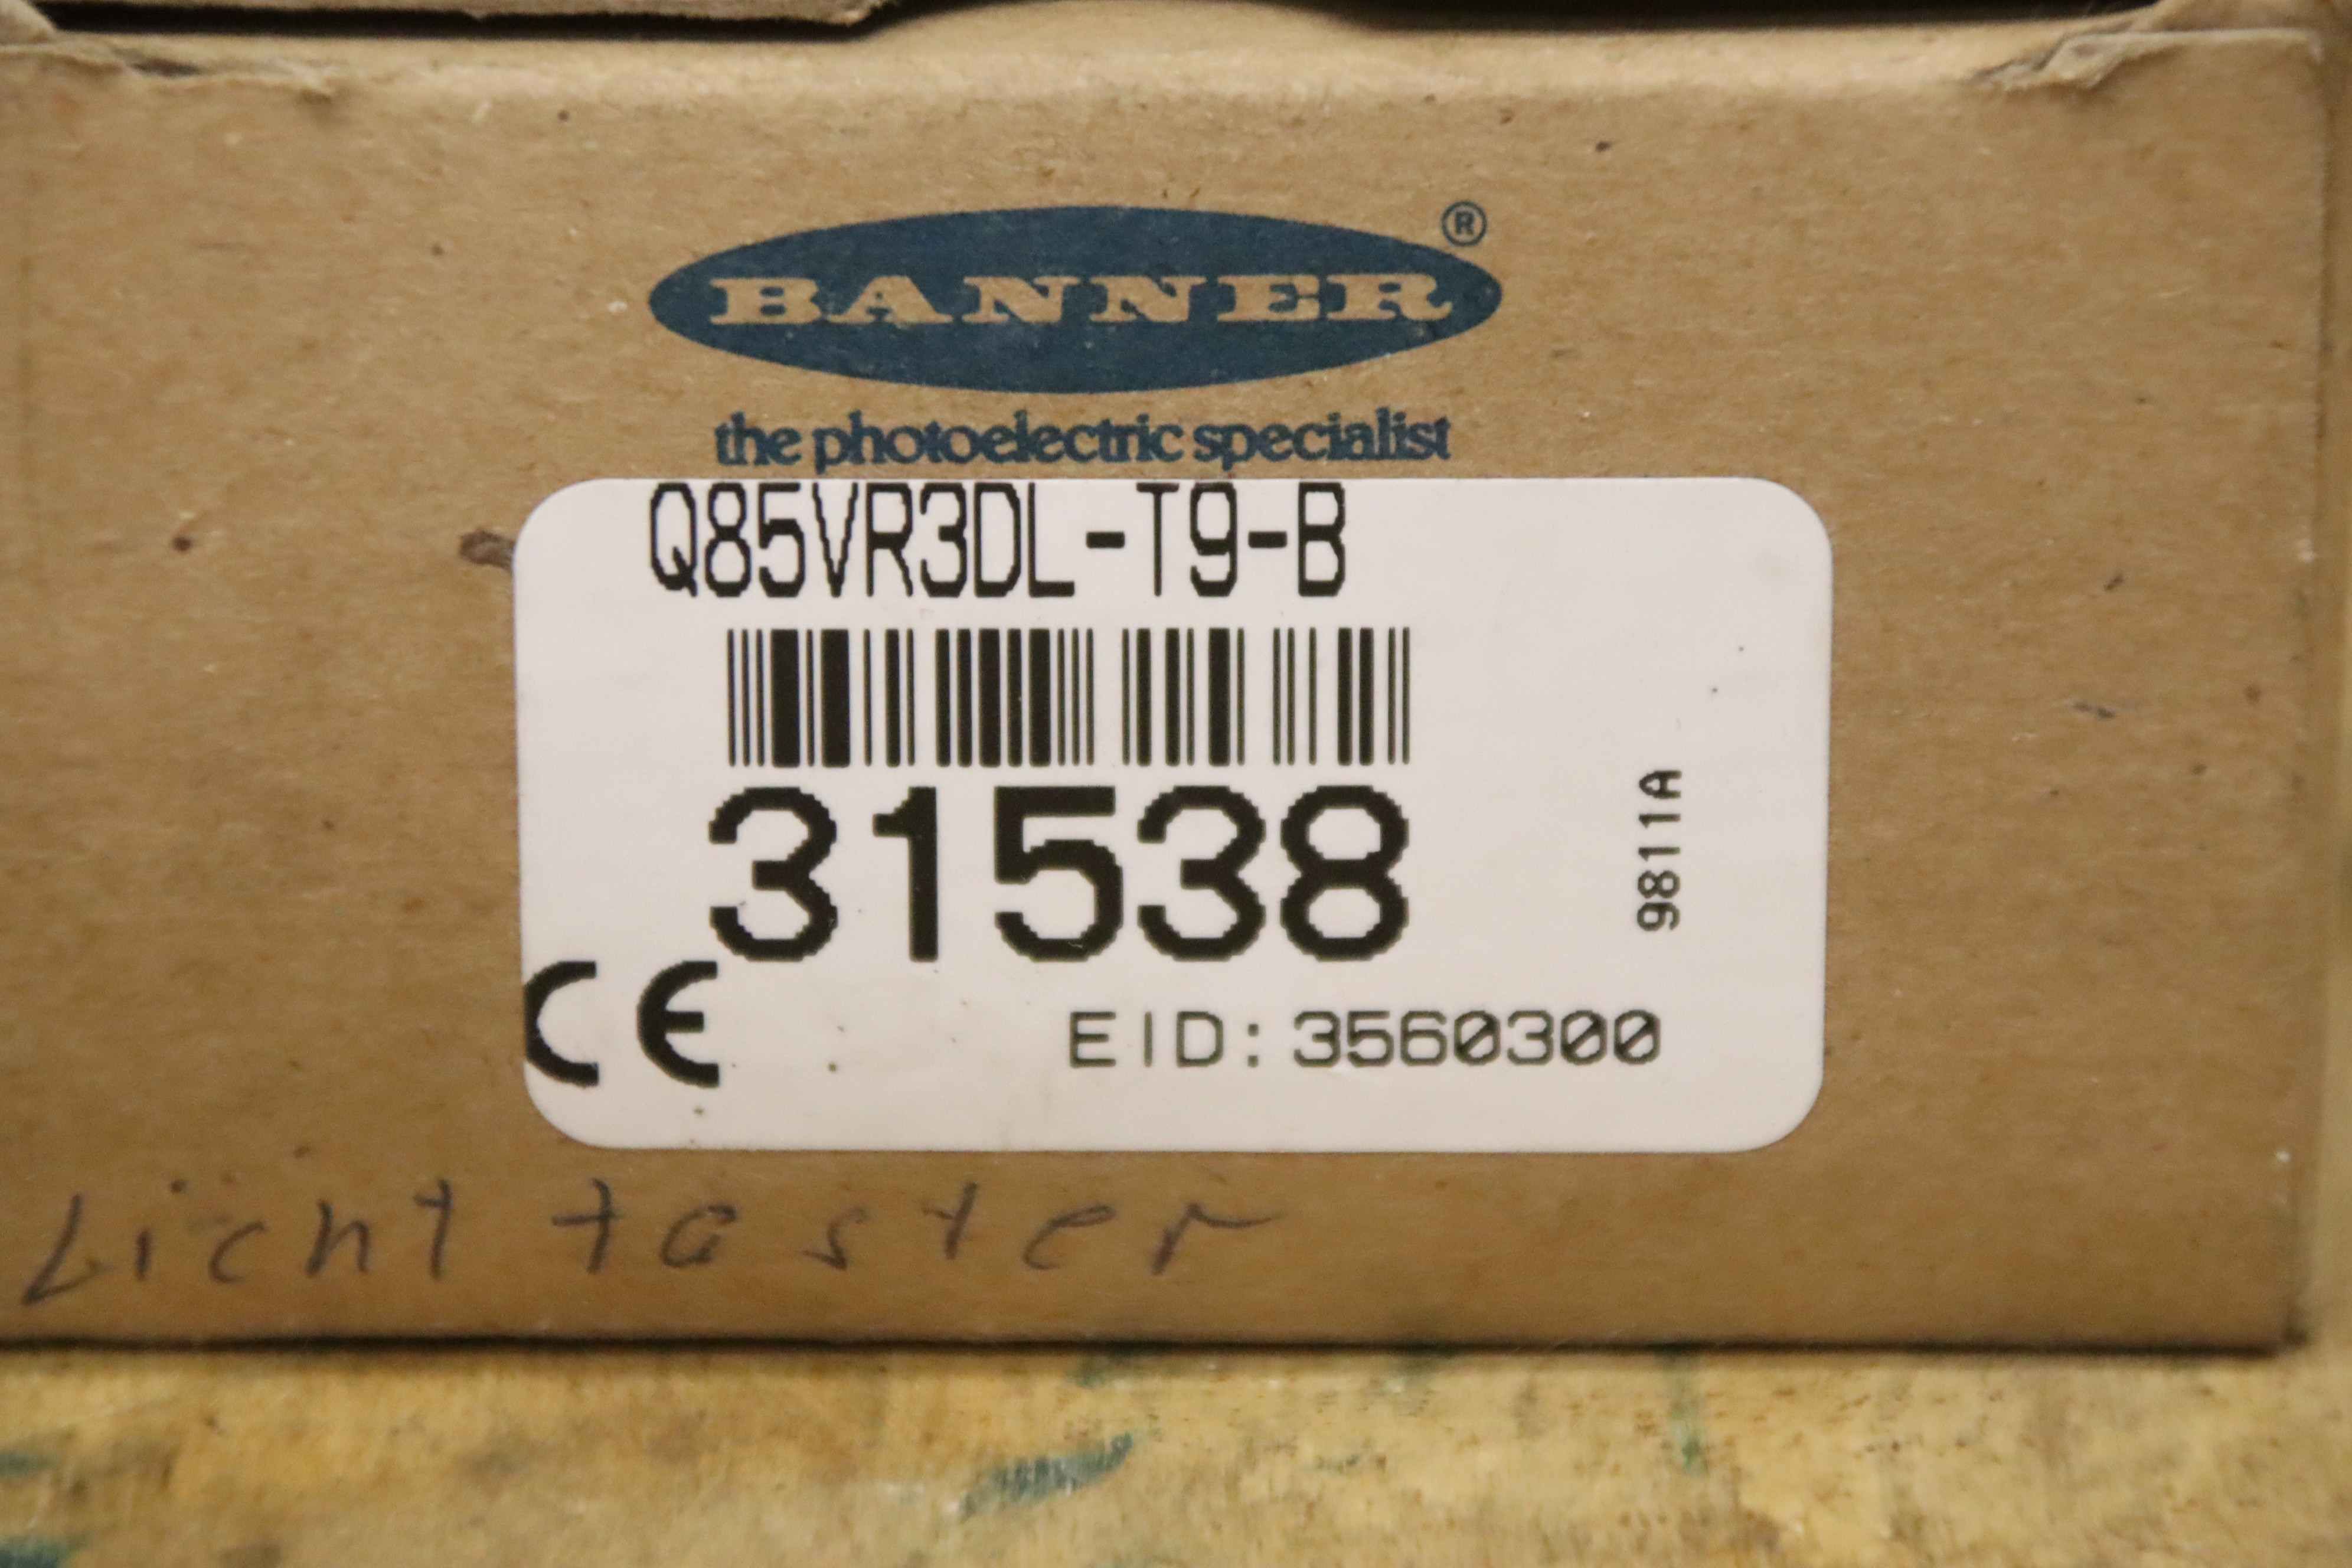 BANNER®
the photoelectric specialist
Q85VR3DL-T9-B
31538
9811A
CE
EID: 3560300
Licht taster